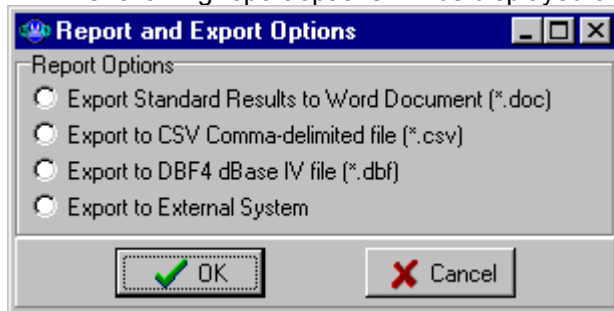 Report and Export Options
Report Options
Export Standard Results to Word Document (*.doc)
Export to CSV Comma-delimited file (*.csv)
Export to DBF4 dBase IV file (*.dbf)
Export to External System
OK
Cancel